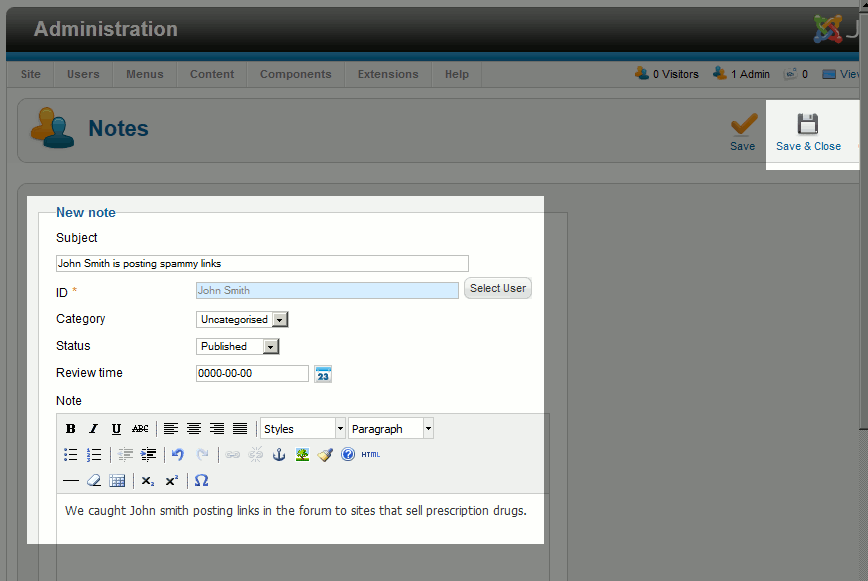 Administration
J
Site Users Menus Content Components Extensions Help 0 Visitors 1 Admin 0 View
Notes
Save Save & Close
New note
Subject
John Smith is posting spammy links
ID * John Smith Select User
Category Uncategorised
Status Published
Review time 0000-00-00 23
Note
B I U ABC Styles Paragraph
HTML
x₂ x² Ω
We caught John smith posting links in the forum to sites that sell prescription drugs.